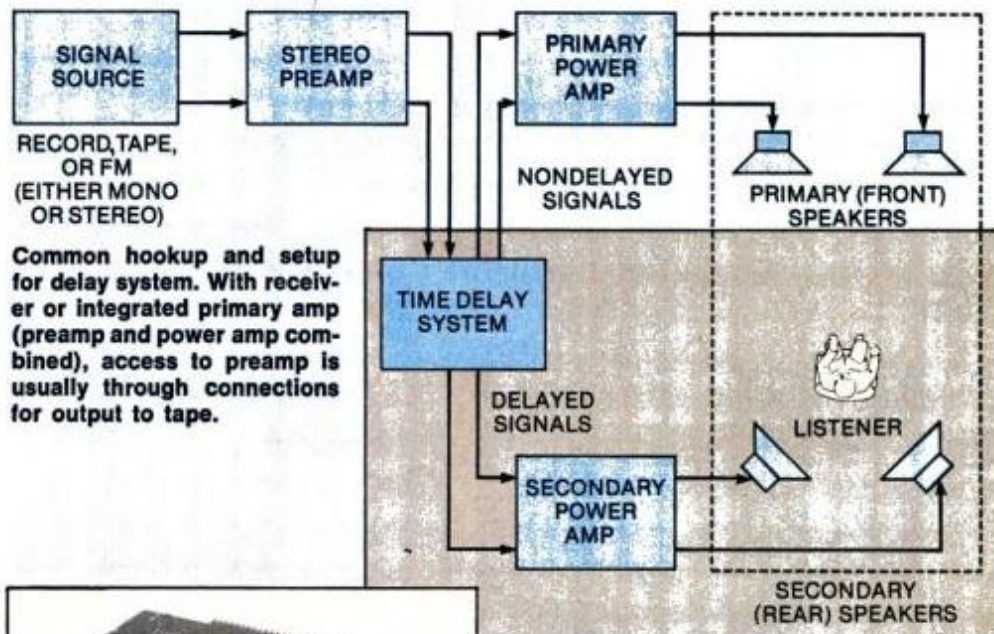 SIGNAL
SOURCE
STEREO
PREAMP
PRIMARY
POWER
AMP
RECORD, TAPE,
OR FM
(EITHER MONO
OR STEREO)
NONDELAYED
SIGNALS
PRIMARY (FRONT)
SPEAKERS
Common hookup and setup
for delay system. With receiv-
er or integrated primary amp
(preamp and power amp com-
bined), access to preamp is
usually through connections
for output to tape.
TIME DELAY
SYSTEM
DELAYED
SIGNALS
LISTENER
SECONDARY
POWER
AMP
SECONDARY
(REAR) SPEAKERS